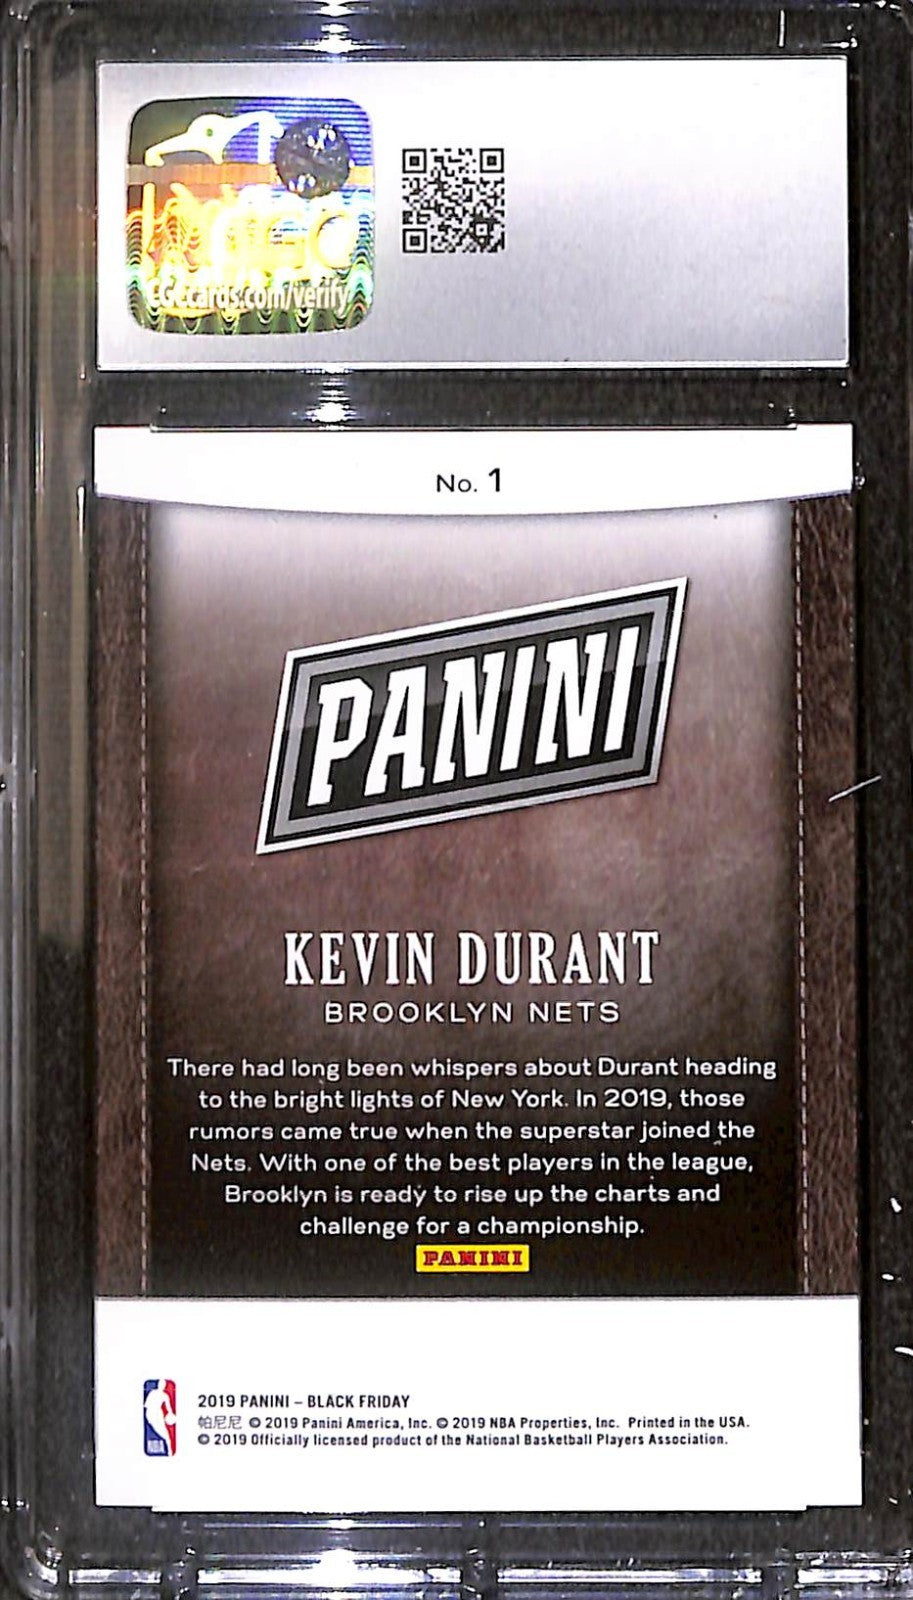 CGCcards.com/verify
No. 1
PANINI
KEVIN DURANT
BROOKLYN NETS
There had long been whispers about Durant heading
to the bright lights of New York. In 2019, those
rumors came true when the superstar joined the
Nets. With one of the best players in the league,
Brooklyn is ready to rise up the charts and
challenge for a championship.
PANINI
NBA
2019 PANINI – BLACK FRIDAY
帕尼尼 © 2019 Panini America, Inc. © 2019 NBA Properties, Inc. Printed in the USA.
© 2019 Officially licensed product of the National Basketball Players Association.